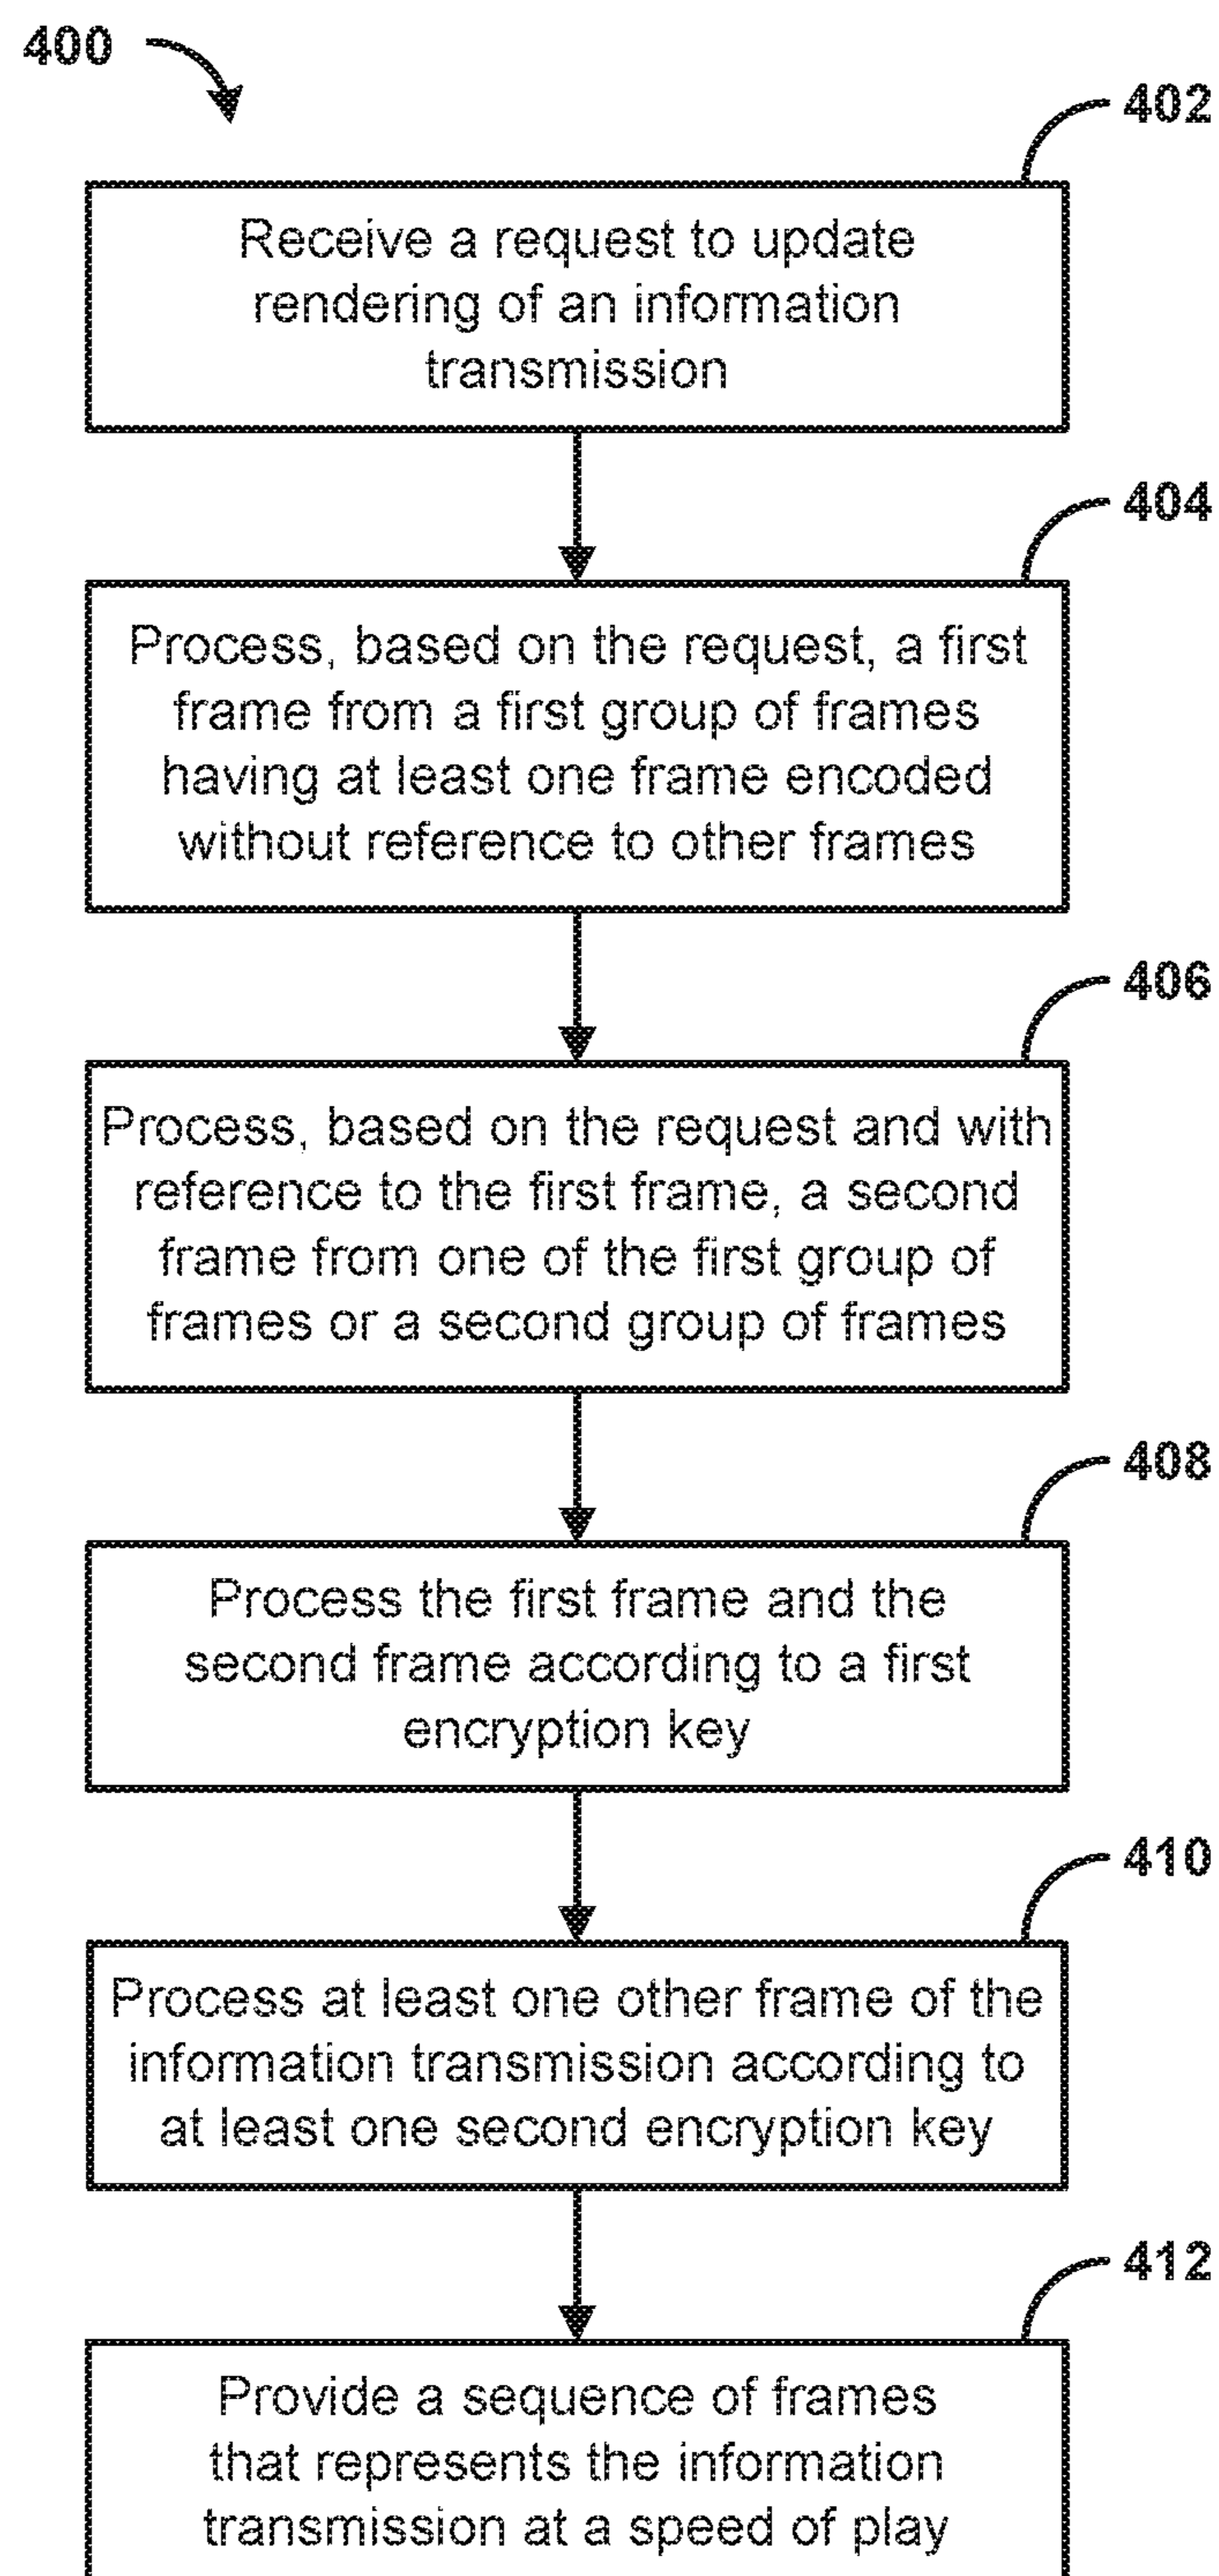 400
402
Receive a request to update
rendering of an information
transmission
404
Process, based on the request, a first
frame from a first group of frames
having at least one frame encoded
without reference to other frames
406
Process, based on the request and with
reference to the first frame, a second
frame from one of the first group of
frames or a second group of frames
408
Process the first frame and the
second frame according to a first
encryption key
410
Process at least one other frame of the
information transmission according to
at least one second encryption key
412
Provide a sequence of frames
that represents the information
transmission at a speed of play